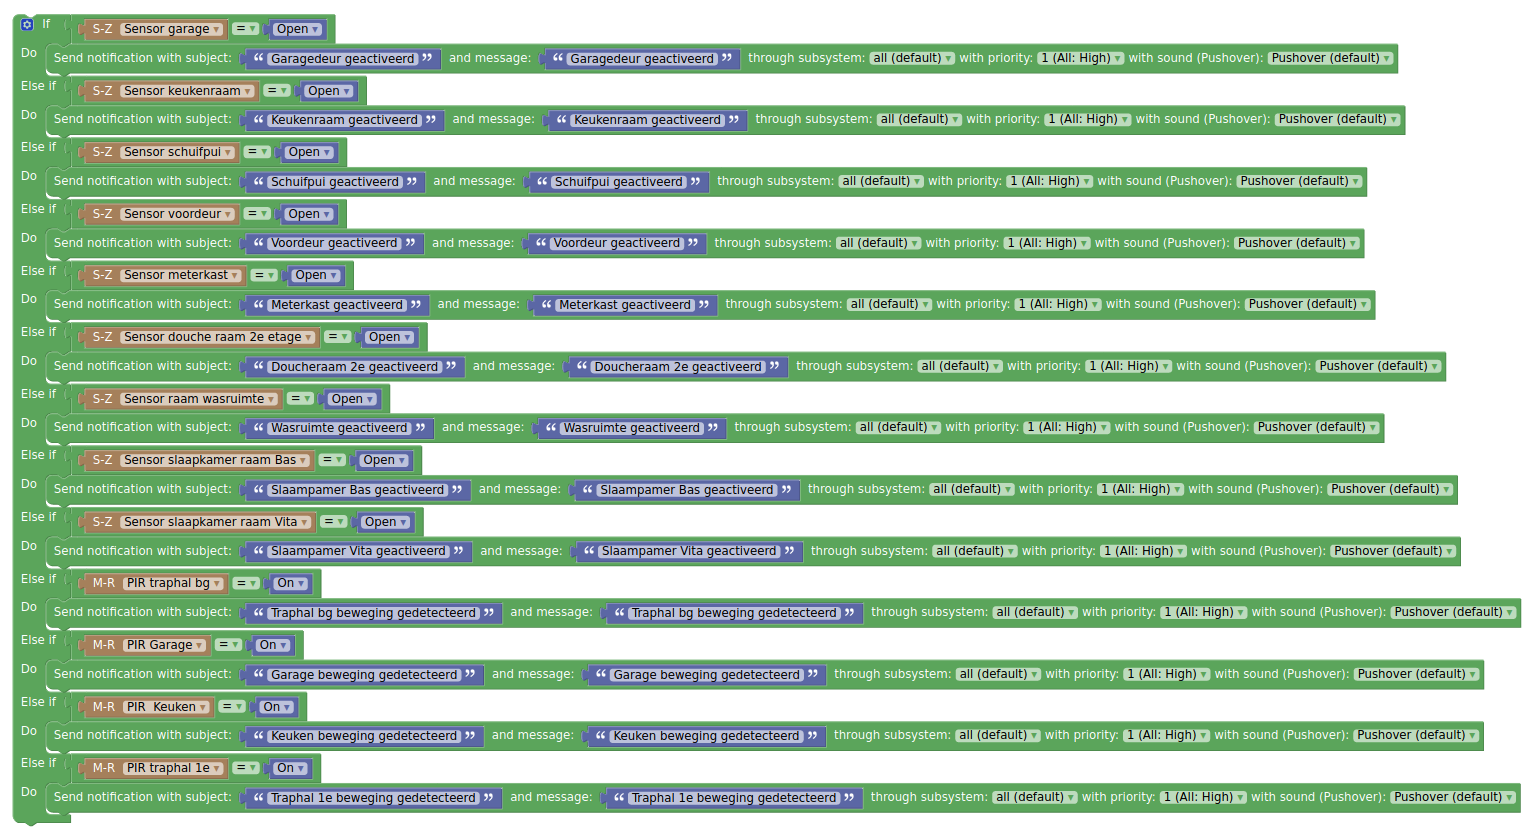 If S-Z Sensor garage = Open
Do Send notification with subject: “ Garagedeur geactiveerd ” and message: “ Garagedeur geactiveerd ” through subsystem: all (default) with priority: 1 (All: High) with sound (Pushover): Pushover (default)
Else if S-Z Sensor keukenraam = Open
Do Send notification with subject: “ Keukenraam geactiveerd ” and message: “ Keukenraam geactiveerd ” through subsystem: all (default) with priority: 1 (All: High) with sound (Pushover): Pushover (default)
Else if S-Z Sensor schuifpui = Open
Do Send notification with subject: “ Schuifpui geactiveerd ” and message: “ Schuifpui geactiveerd ” through subsystem: all (default) with priority: 1 (All: High) with sound (Pushover): Pushover (default)
Else if S-Z Sensor voordeur = Open
Do Send notification with subject: “ Voordeur geactiveerd ” and message: “ Voordeur geactiveerd ” through subsystem: all (default) with priority: 1 (All: High) with sound (Pushover): Pushover (default)
Else if S-Z Sensor meterkast = Open
Do Send notification with subject: “ Meterkast geactiveerd ” and message: “ Meterkast geactiveerd ” through subsystem: all (default) with priority: 1 (All: High) with sound (Pushover): Pushover (default)
Else if S-Z Sensor douche raam 2e etage = Open
Do Send notification with subject: “ Doucheraam 2e geactiveerd ” and message: “ Doucheraam 2e geactiveerd ” through subsystem: all (default) with priority: 1 (All: High) with sound (Pushover): Pushover (default)
Else if S-Z Sensor raam wasruimte = Open
Do Send notification with subject: “ Wasruimte geactiveerd ” and message: “ Wasruimte geactiveerd ” through subsystem: all (default) with priority: 1 (All: High) with sound (Pushover): Pushover (default)
Else if S-Z Sensor slaapkamer raam Bas = Open
Do Send notification with subject: “ Slaampamer Bas geactiveerd ” and message: “ Slaampamer Bas geactiveerd ” through subsystem: all (default) with priority: 1 (All: High) with sound (Pushover): Pushover (default)
Else if S-Z Sensor slaapkamer raam Vita = Open
Do Send notification with subject: “ Slaampamer Vita geactiveerd ” and message: “ Slaampamer Vita geactiveerd ” through subsystem: all (default) with priority: 1 (All: High) with sound (Pushover): Pushover (default)
Else if M-R PIR traphal bg = On
Do Send notification with subject: “ Traphal bg beweging gedetecteerd ” and message: “ Traphal bg beweging gedetecteerd ” through subsystem: all (default) with priority: 1 (All: High) with sound (Pushover): Pushover (default)
Else if M-R PIR Garage = On
Do Send notification with subject: “ Garage beweging gedetecteerd ” and message: “ Garage beweging gedetecteerd ” through subsystem: all (default) with priority: 1 (All: High) with sound (Pushover): Pushover (default)
Else if M-R PIR Keuken = On
Do Send notification with subject: “ Keuken beweging gedetecteerd ” and message: “ Keuken beweging gedetecteerd ” through subsystem: all (default) with priority: 1 (All: High) with sound (Pushover): Pushover (default)
Else if M-R PIR traphal 1e = On
Do Send notification with subject: “ Traphal 1e beweging gedetecteerd ” and message: “ Traphal 1e beweging gedetecteerd ” through subsystem: all (default) with priority: 1 (All: High) with sound (Pushover): Pushover (default)